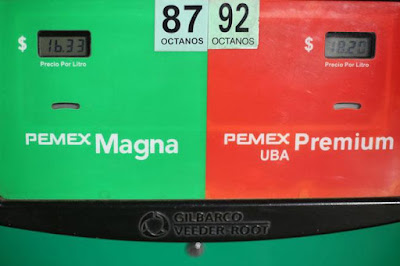 87
OCTANOS
92
OCTANOS
$ 16.33
Precio Por Litro
$ 18.20
Precio Por Litro
PEMEX Magna
PEMEX Premium
UBA
GILBARCO
VEEDER-ROOT